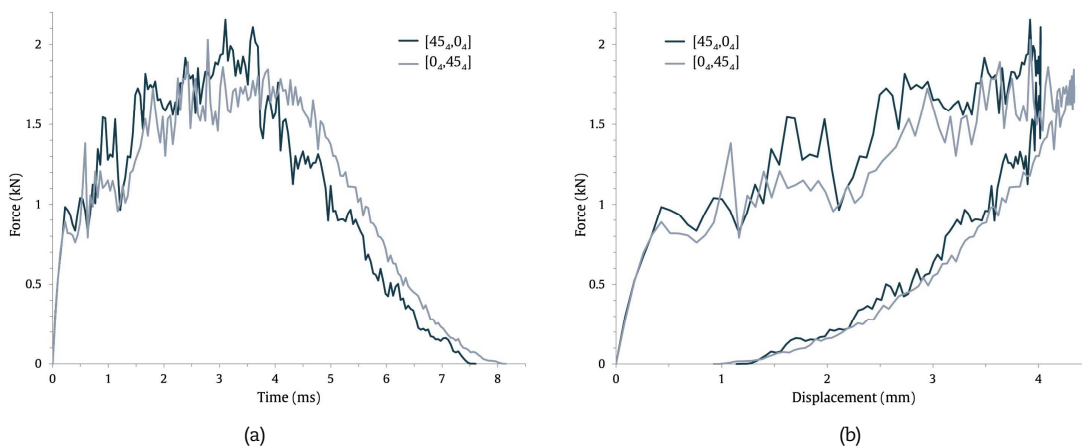 2
1.5
1
0.5
0
Force (kN)
[45₄,0₄]
[0₄,45₄]
0 1 2 3 4 5 6 7 8
Time (ms)
(a)
2
1.5
1
0.5
0
Force (kN)
[45₄,0₄]
[0₄,45₄]
0 1 2 3 4
Displacement (mm)
(b)